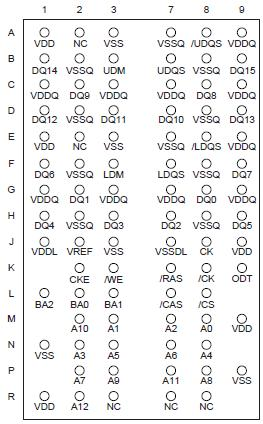 1 2 3 7 8 9
A
VDD NC VSS VSSQ /UDQS VDDQ
B
DQ14 VSSQ UDM UDQS VSSQ DQ15
C
VDDQ DQ9 VDDQ VDDQ DQ8 VDDQ
D
DQ12 VSSQ DQ11 DQ10 VSSQ DQ13
E
VDD NC VSS VSSQ /LDQS VDDQ
F
DQ6 VSSQ LDM LDQS VSSQ DQ7
G
VDDQ DQ1 VDDQ VDDQ DQ0 VDDQ
H
DQ4 VSSQ DQ3 DQ2 VSSQ DQ5
J
VDDL VREF VSS VSSDL CK VDD
K
CKE /WE /RAS /CK ODT
L
BA2 BA0 BA1 /CAS /CS
M
A10 A1 A2 A0 VDD
N
VSS A3 A5 A6 A4
P
A7 A9 A11 A8 VSS
R
VDD A12 NC NC NC